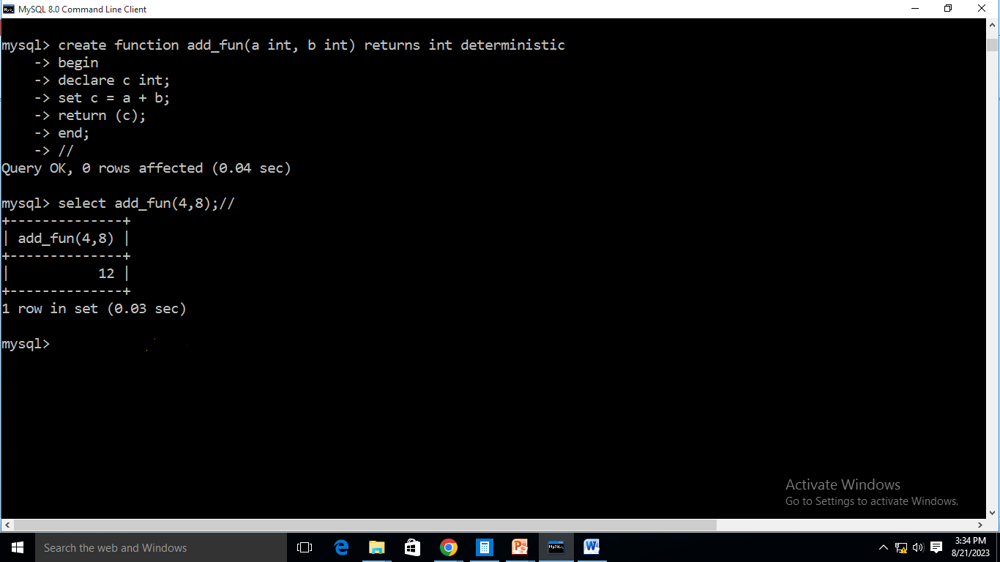 MySQL 8.0 Command Line Client
mysql> create function add_fun(a int, b int) returns int deterministic
    -> begin
    -> declare c int;
    -> set c = a + b;
    -> return (c);
    -> end;
    -> //
Query OK, 0 rows affected (0.04 sec)
mysql> select add_fun(4,8);//
+--------------+
| add_fun(4,8) |
+--------------+
|           12 |
+--------------+
1 row in set (0.03 sec)
mysql>
Activate Windows
Go to Settings to activate Windows.
Search the web and Windows
3:34 PM
8/21/2023